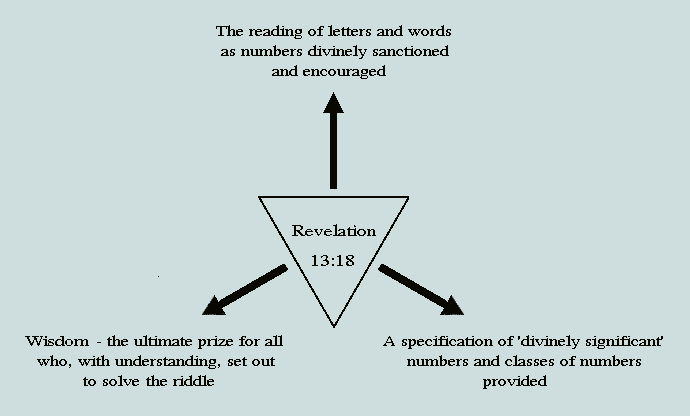 The reading of letters and words
as numbers divinely sanctioned
and encouraged
Revelation
13:18
Wisdom - the ultimate prize for all
who, with understanding, set out
to solve the riddle
A specification of 'divinely significant'
numbers and classes of numbers
provided